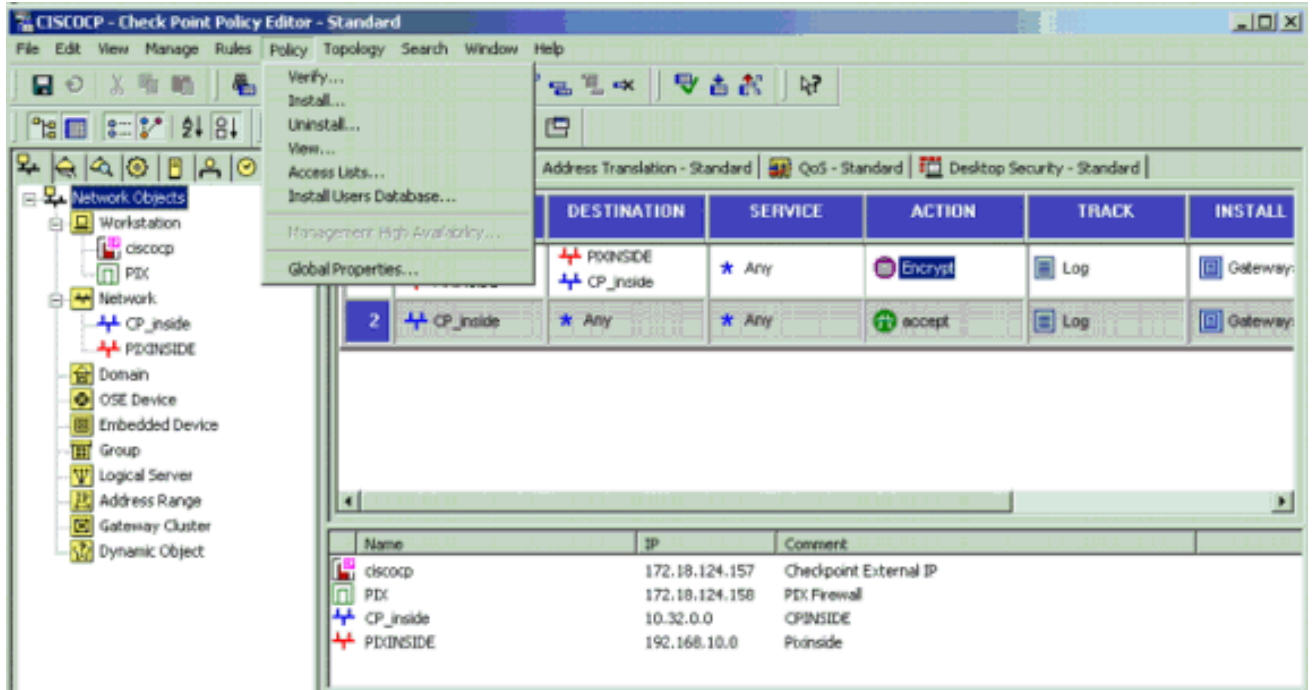 CISCOCP - Check Point Policy Editor - Standard
File Edit View Manage Rules Policy Topology Search Window Help
Verify...
Install...
Uninstall...
View...
Access Lists...
Install Users Database...
Management High Availability...
Global Properties...
Address Translation - Standard QoS - Standard Desktop Security - Standard
DESTINATION SERVICE ACTION TRACK INSTALL
PIXINSIDE
CP_inside
Any Encrypt Log Gateway
2 CP_inside Any Any accept Log Gateway
Network Objects
Workstation
ciscocp
PIX
Network
CP_inside
PIXINSIDE
Domain
OSE Device
Embedded Device
Group
Logical Server
Address Range
Gateway Cluster
Dynamic Object
Name IP Comment
ciscocp 172.18.124.157 Checkpoint External IP
PIX 172.18.124.158 PIX Firewall
CP_inside 10.32.0.0 CPINSIDE
PIXINSIDE 192.168.10.0 Pixinside